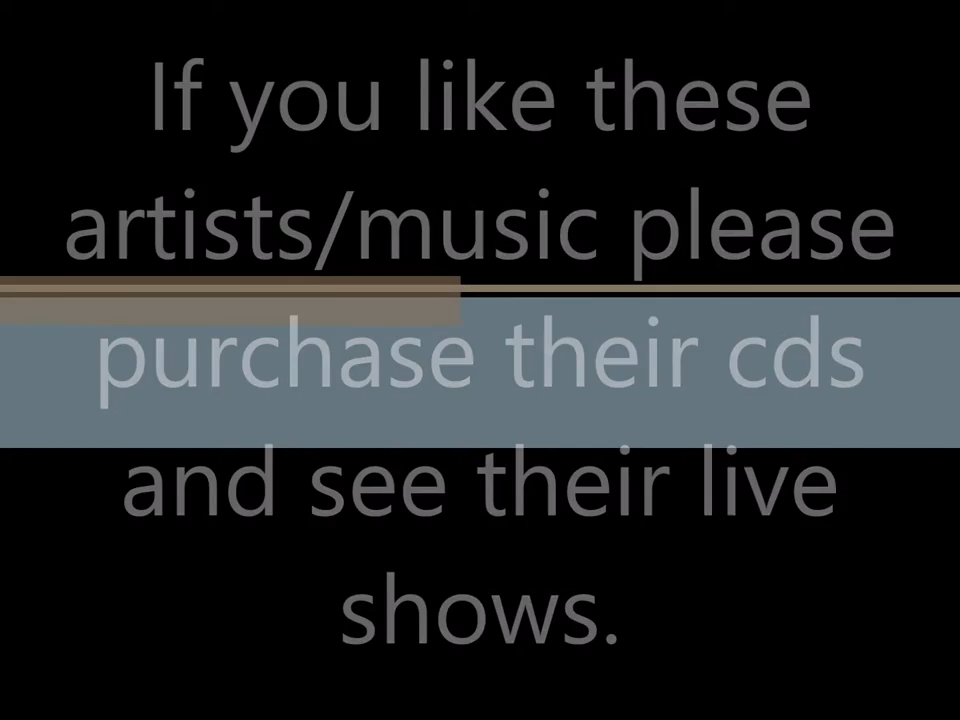 If you like these
artists/music please
purchase their cds
and see their live
shows.